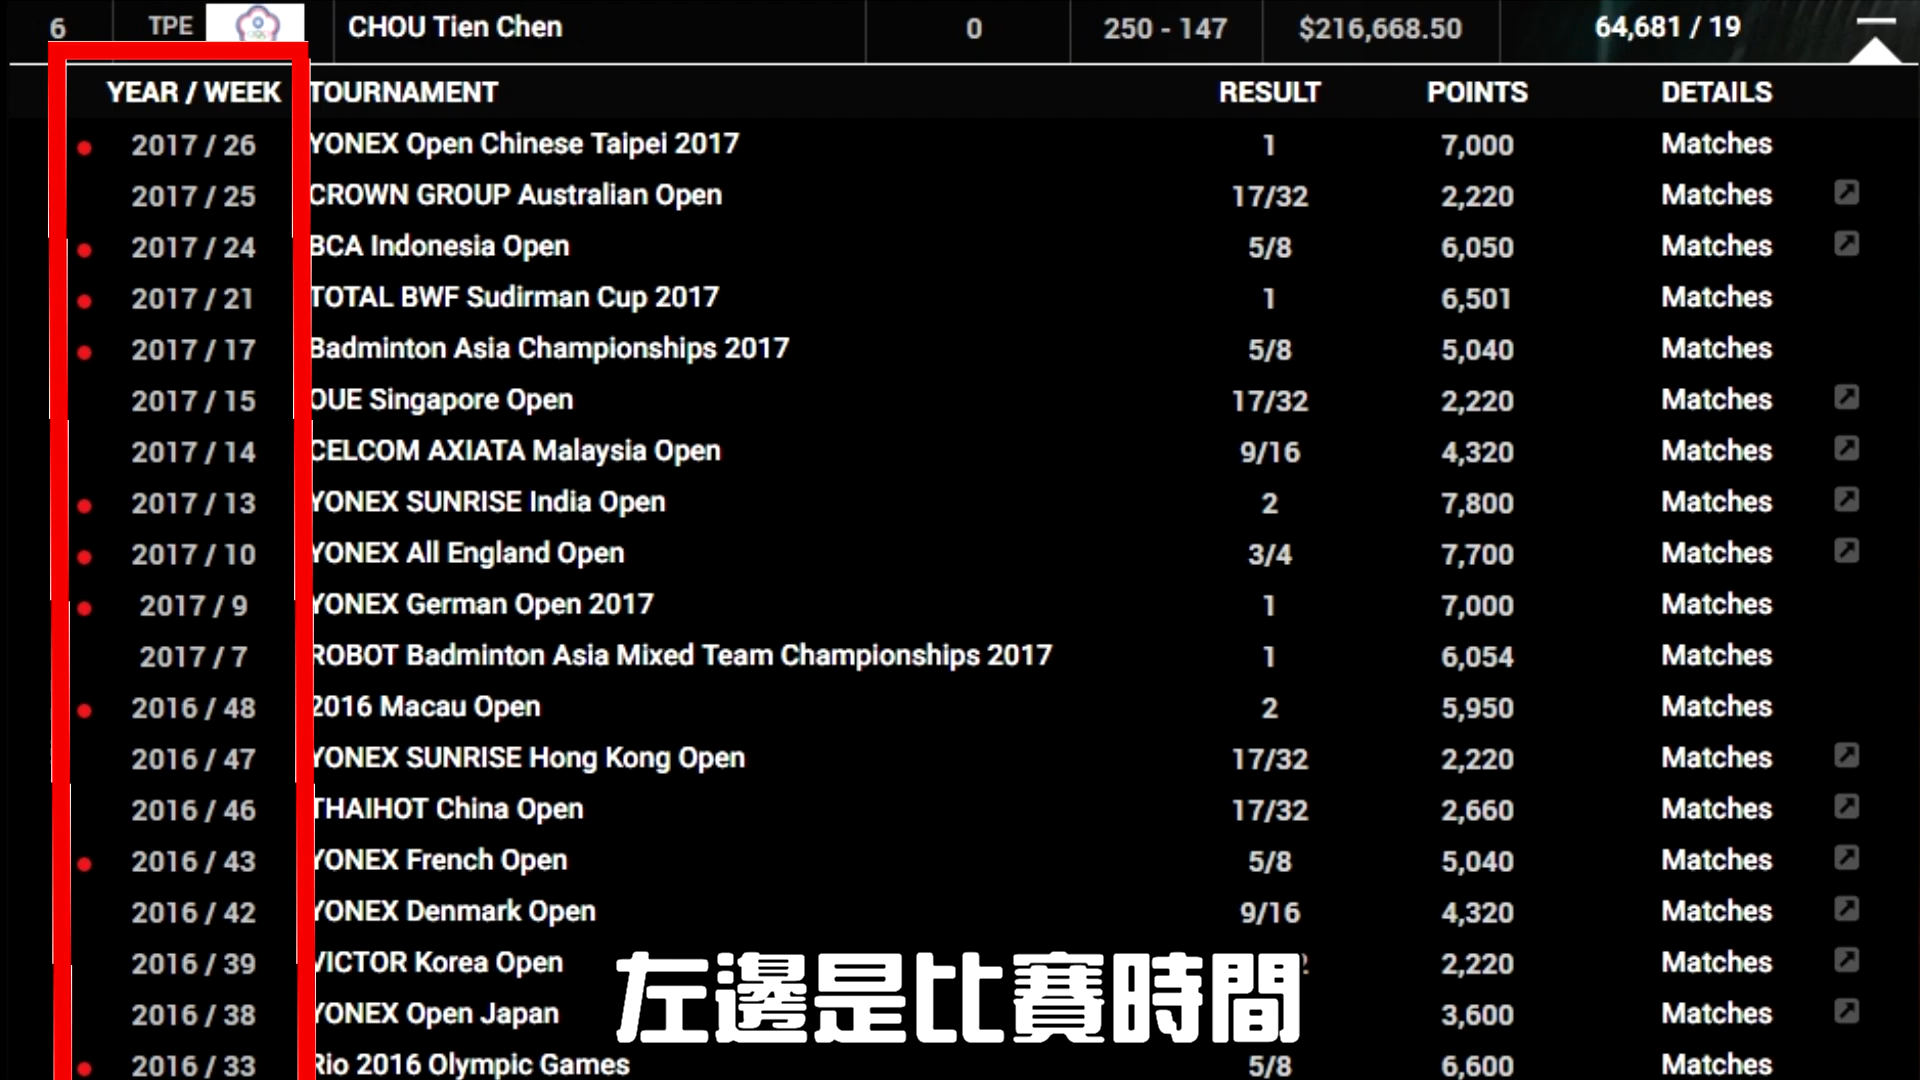 6 TPE CHOU Tien Chen 0 250 - 147 $216,668.50 64,681 / 19
YEAR / WEEK TOURNAMENT RESULT POINTS DETAILS
2017 / 26 YONEX Open Chinese Taipei 2017 1 7,000 Matches
2017 / 25 CROWN GROUP Australian Open 17/32 2,220 Matches
2017 / 24 BCA Indonesia Open 5/8 6,050 Matches
2017 / 21 TOTAL BWF Sudirman Cup 2017 1 6,501 Matches
2017 / 17 Badminton Asia Championships 2017 5/8 5,040 Matches
2017 / 15 OUE Singapore Open 17/32 2,220 Matches
2017 / 14 CELCOM AXIATA Malaysia Open 9/16 4,320 Matches
2017 / 13 YONEX SUNRISE India Open 2 7,800 Matches
2017 / 10 YONEX All England Open 3/4 7,700 Matches
2017 / 9 YONEX German Open 2017 1 7,000 Matches
2017 / 7 ROBOT Badminton Asia Mixed Team Championships 2017 1 6,054 Matches
2016 / 48 2016 Macau Open 2 5,950 Matches
2016 / 47 YONEX SUNRISE Hong Kong Open 17/32 2,220 Matches
2016 / 46 THAIHOT China Open 17/32 2,660 Matches
2016 / 43 YONEX French Open 5/8 5,040 Matches
2016 / 42 YONEX Denmark Open 9/16 4,320 Matches
2016 / 39 VICTOR Korea Open 2,220 Matches
2016 / 38 YONEX Open Japan 3,600 Matches
2016 / 33 Rio 2016 Olympic Games 5/8 6,600 Matches
左邊是比賽時間